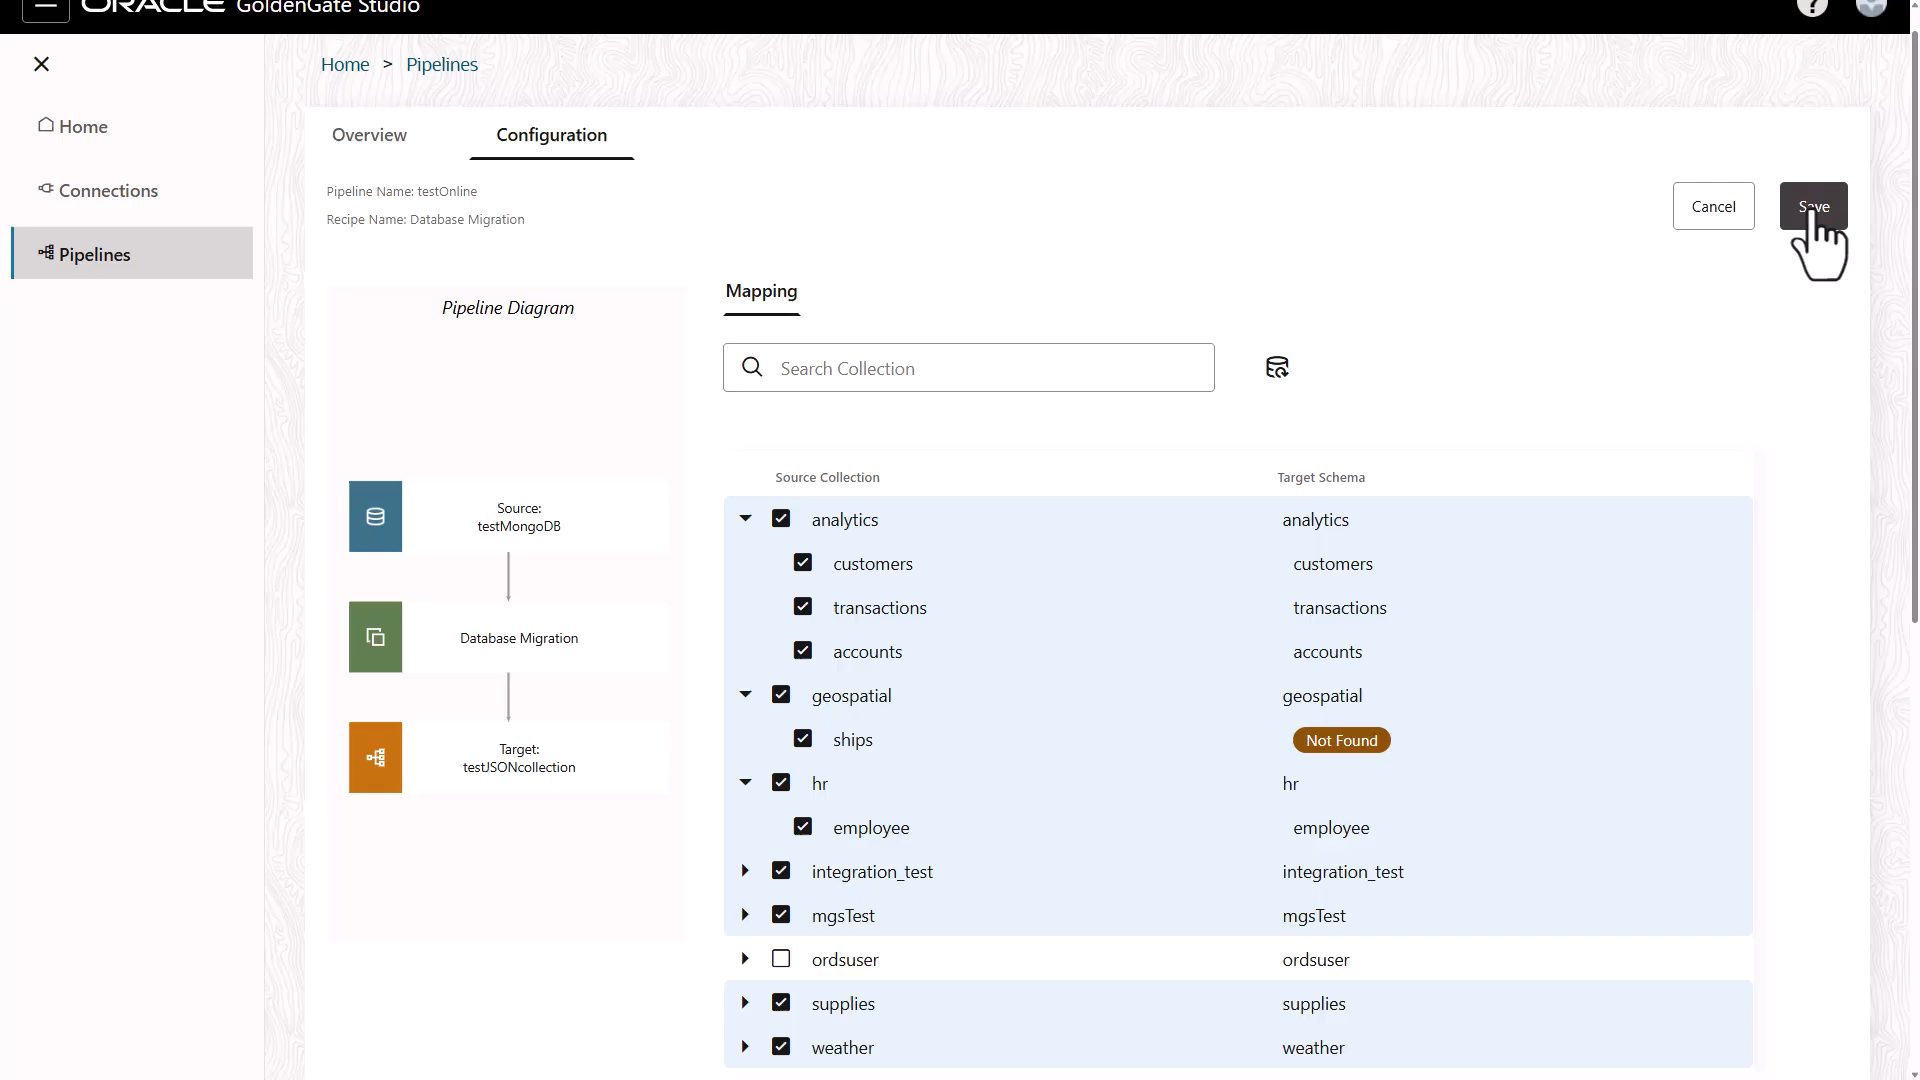 ORACLE GoldenGate Studio
Home > Pipelines
Home
Connections
Pipelines
Overview
Configuration
Pipeline Name: testOnline
Recipe Name: Database Migration
Cancel
Save
Pipeline Diagram
Source:
testMongoDB
Database Migration
Target:
testJSONcollection
Mapping
Search Collection
Source Collection Target Schema
analytics analytics
customers customers
transactions transactions
accounts accounts
geospatial geospatial
ships Not Found
hr hr
employee employee
integration_test integration_test
mgsTest mgsTest
ordsuser ordsuser
supplies supplies
weather weather